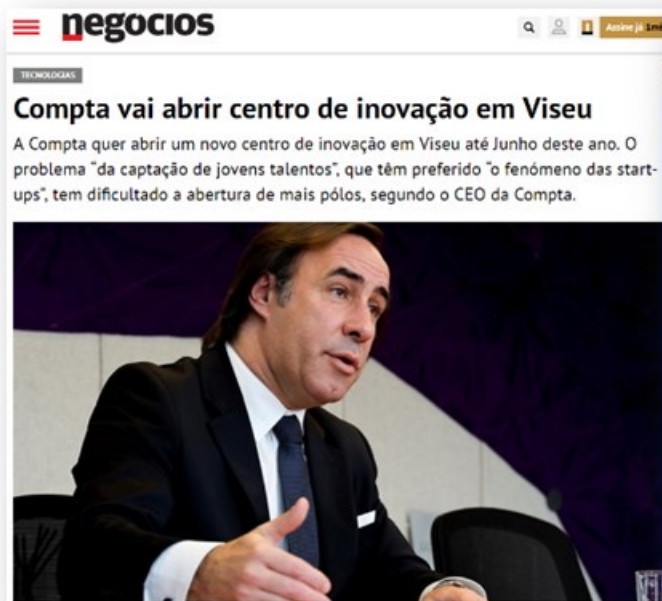 negócios
Assine já 1mê
TECNOLOGIAS
Compta vai abrir centro de inovação em Viseu
A Compta quer abrir um novo centro de inovação em Viseu até Junho deste ano. O
problema “da captação de jovens talentos”, que têm preferido “o fenómeno das start-
ups”, tem dificultado a abertura de mais pólos, segundo o CEO da Compta.